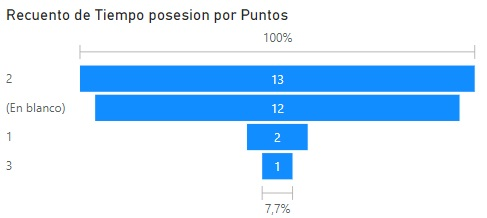 Recuento de Tiempo posesion por Puntos
100%
2 13
(En blanco) 12
1 2
3 1
7,7%